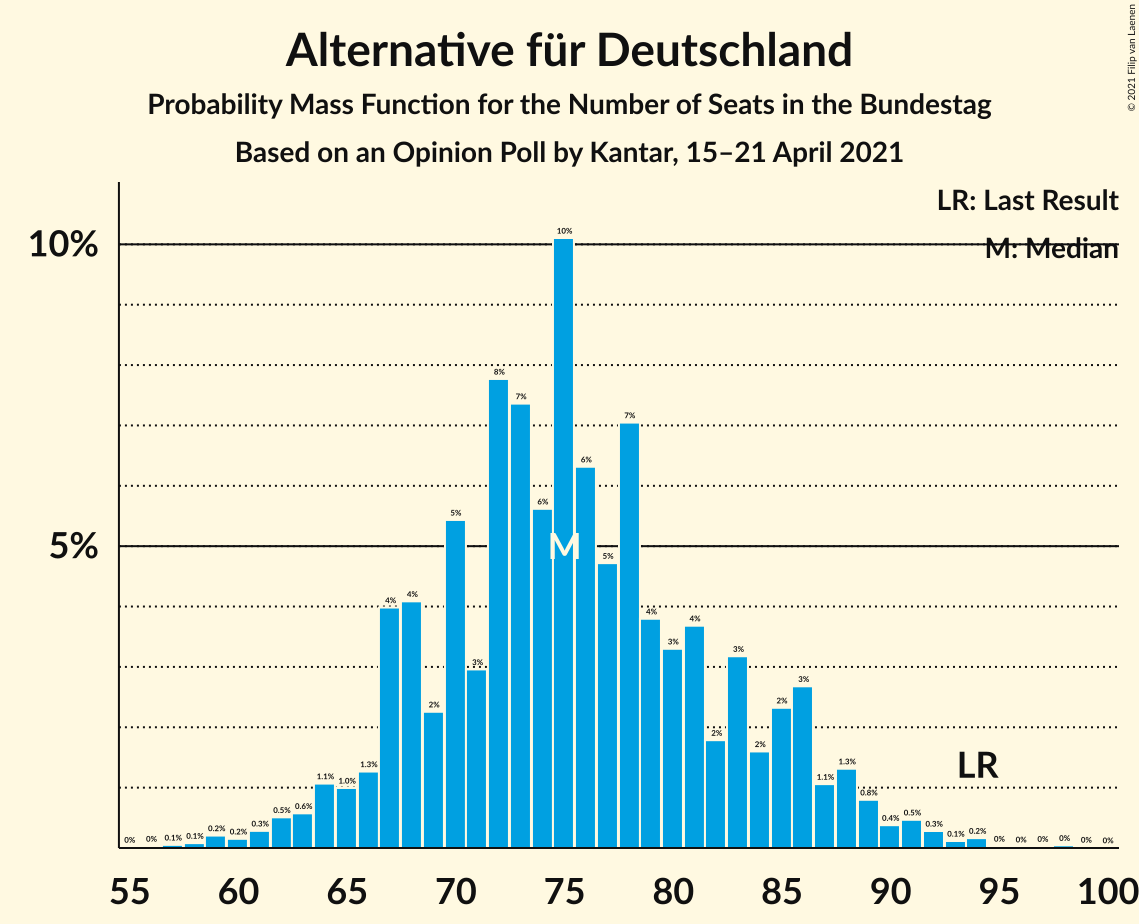 Alternative für Deutschland
Probability Mass Function for the Number of Seats in the Bundestag
Based on an Opinion Poll by Kantar, 15–21 April 2021
© 2021 Filip van Laenen
LR: Last Result
M: Median
10%
5%
0% 0% 0.1% 0.1% 0.2% 0.2% 0.3% 0.5% 0.6% 1.1% 1.0% 1.3% 4% 4% 2% 5% 3% 8% 7% 6% 10% 6% 5% 7% 4% 3% 4% 2% 3% 2% 2% 3% 1.1% 1.3% 0.8% 0.4% 0.5% 0.3% 0.1% 0.2% 0% 0% 0% 0% 0% 0%
M
LR
55 60 65 70 75 80 85 90 95 100